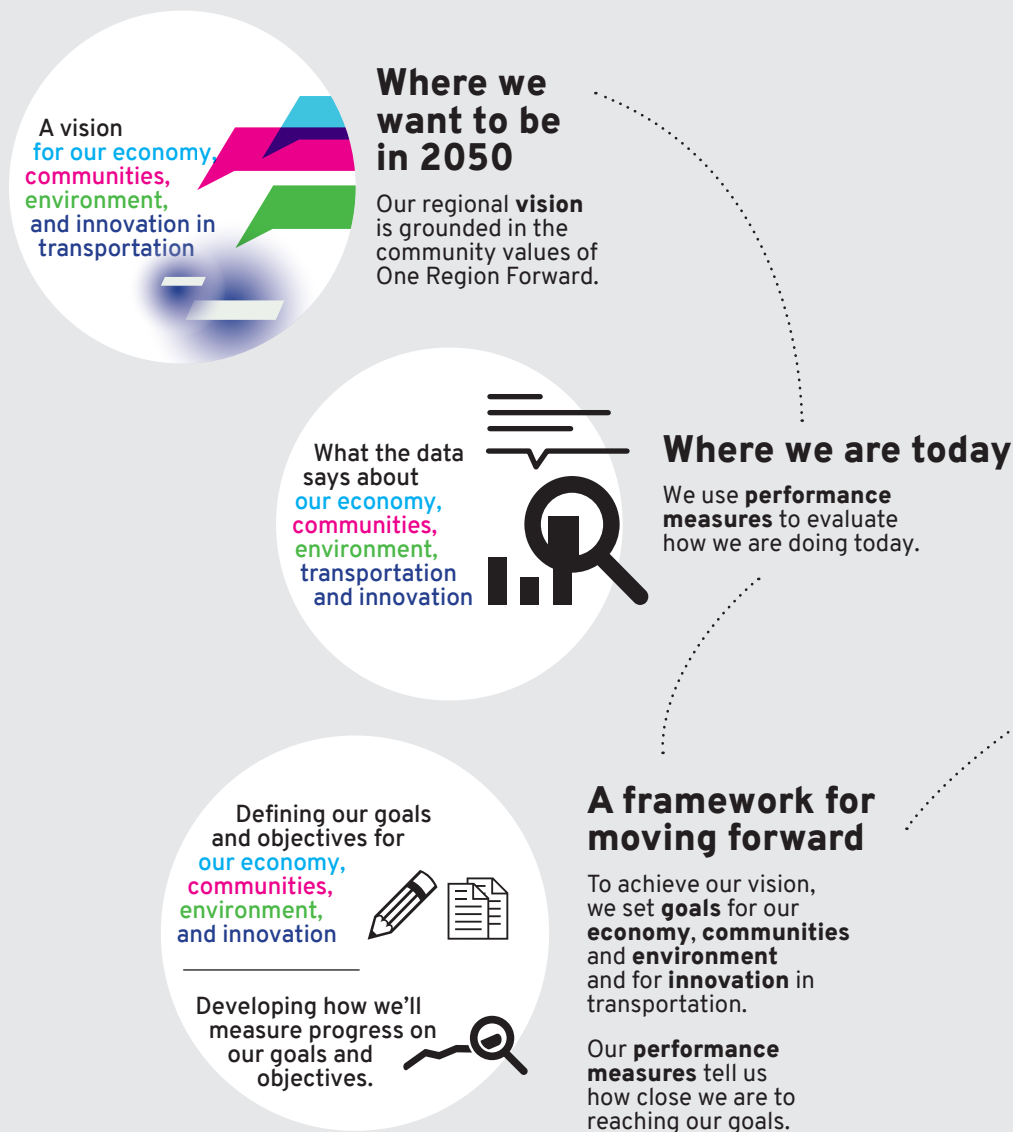 A vision
for our economy,
communities,
environment,
and innovation in
transportation
Where we
want to be
in 2050
Our regional vision
is grounded in the
community values of
One Region Forward.
What the data
says about
our economy,
communities,
environment,
transportation
and innovation
Where we are today
We use performance
measures to evaluate
how we are doing today.
Defining our goals
and objectives for
our economy,
communities,
environment,
and innovation
Developing how we'll
measure progress on
our goals and
objectives.
A framework for
moving forward
To achieve our vision,
we set goals for our
economy, communities
and environment
and for innovation in
transportation.
Our performance
measures tell us
how close we are to
reaching our goals.